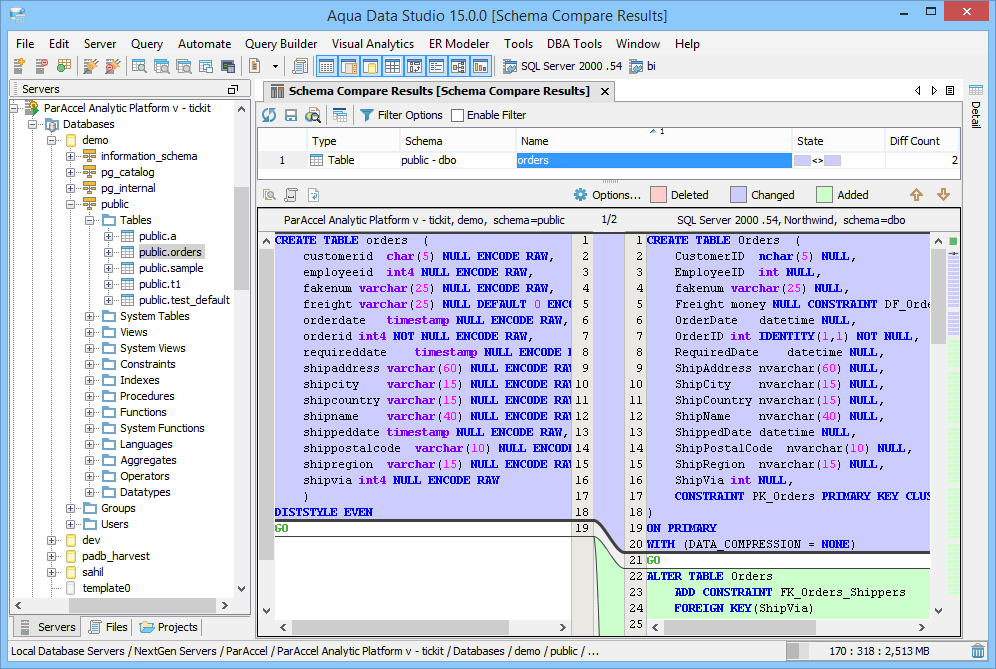 Aqua Data Studio 15.0.0 [Schema Compare Results]
File Edit Server Query Automate Query Builder Visual Analytics ER Modeler Tools DBA Tools Window Help
SQL Server 2000 .54 bi
Servers
ParAccel Analytic Platform v - tickit
Databases
demo
information_schema
pg_catalog
pg_internal
public
Tables
public.a
public.orders
public.sample
public.t1
public.test_default
System Tables
Views
System Views
Constraints
Indexes
Procedures
Functions
System Functions
Languages
Aggregates
Operators
Datatypes
Groups
Users
dev
padb_harvest
sahil
template0
Servers Files Projects
Schema Compare Results [Schema Compare Results]
Filter Options Enable Filter
Type Schema Name 1 State Diff Count
1 Table public - dbo orders <> 2
Options... Deleted Changed Added
ParAccel Analytic Platform v - tickit, demo, schema=public 1/2 SQL Server 2000 .54, Northwind, schema=dbo
CREATE TABLE orders (
customerid char(5) NULL ENCODE RAW,
employeeid int4 NULL ENCODE RAW,
fakenum varchar(25) NULL ENCODE RAW,
freight varchar(25) NULL DEFAULT 0 ENCO
orderdate timestamp NULL ENCODE RAW,
orderid int4 NOT NULL ENCODE RAW,
requireddate timestamp NULL ENCODE R
shipaddress varchar(60) NULL ENCODE RAW
shipcity varchar(15) NULL ENCODE RAW,
shipcountry varchar(15) NULL ENCODE RAW
shipname varchar(40) NULL ENCODE RAW,
shippeddate timestamp NULL ENCODE RAW,
shippostalcode varchar(10) NULL ENCODE
shipregion varchar(15) NULL ENCODE RAW
shipvia int4 NULL ENCODE RAW
)
DISTSTYLE EVEN
GO
1
2
3
4
5
6
7
8
9
10
11
12
13
14
15
16
17
18
19
1 CREATE TABLE Orders (
2 CustomerID nchar(5) NULL,
3 EmployeeID int NULL,
4 fakenum varchar(25) NULL,
5 Freight money NULL CONSTRAINT DF_Orde
6 OrderDate datetime NULL,
7 OrderID int IDENTITY(1,1) NOT NULL,
8 RequiredDate datetime NULL,
9 ShipAddress nvarchar(60) NULL,
10 ShipCity nvarchar(15) NULL,
11 ShipCountry nvarchar(15) NULL,
12 ShipName nvarchar(40) NULL,
13 ShippedDate datetime NULL,
14 ShipPostalCode nvarchar(10) NULL,
15 ShipRegion nvarchar(15) NULL,
16 ShipVia int NULL,
17 CONSTRAINT PK_Orders PRIMARY KEY CLUS
18 )
19 ON PRIMARY
20 WITH (DATA_COMPRESSION = NONE)
21 GO
22 ALTER TABLE Orders
23 ADD CONSTRAINT FK_Orders_Shippers
24 FOREIGN KEY(ShipVia)
25
Detail
Local Database Servers / NextGen Servers / ParAccel / ParAccel Analytic Platform v - tickit / Databases / demo / public / ...
170 : 318 : 2,513 MB